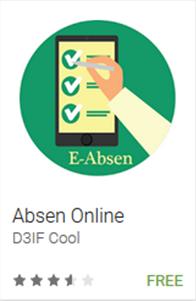 E-Absen
Absen Online
D3IF Cool
FREE